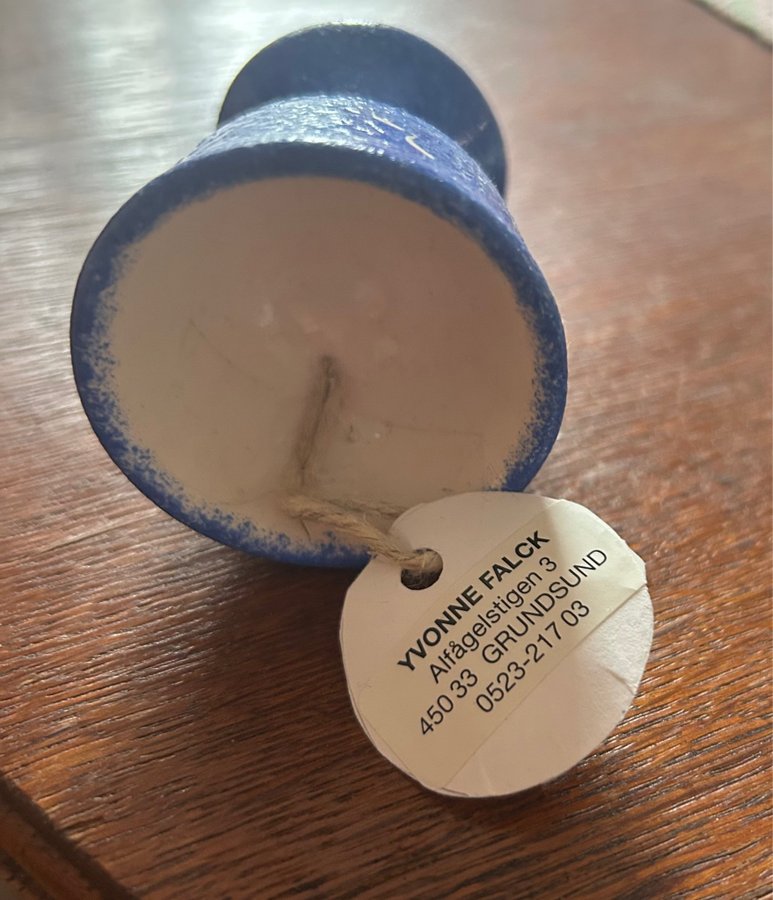 YVONNE FALCK
Alfågelstigen 3
450 33 GRUNDSUND
0523-217 03